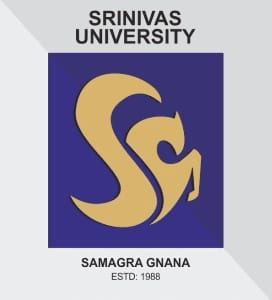 SRINIVAS
UNIVERSITY
SAMAGRA GNANA
ESTD: 1988